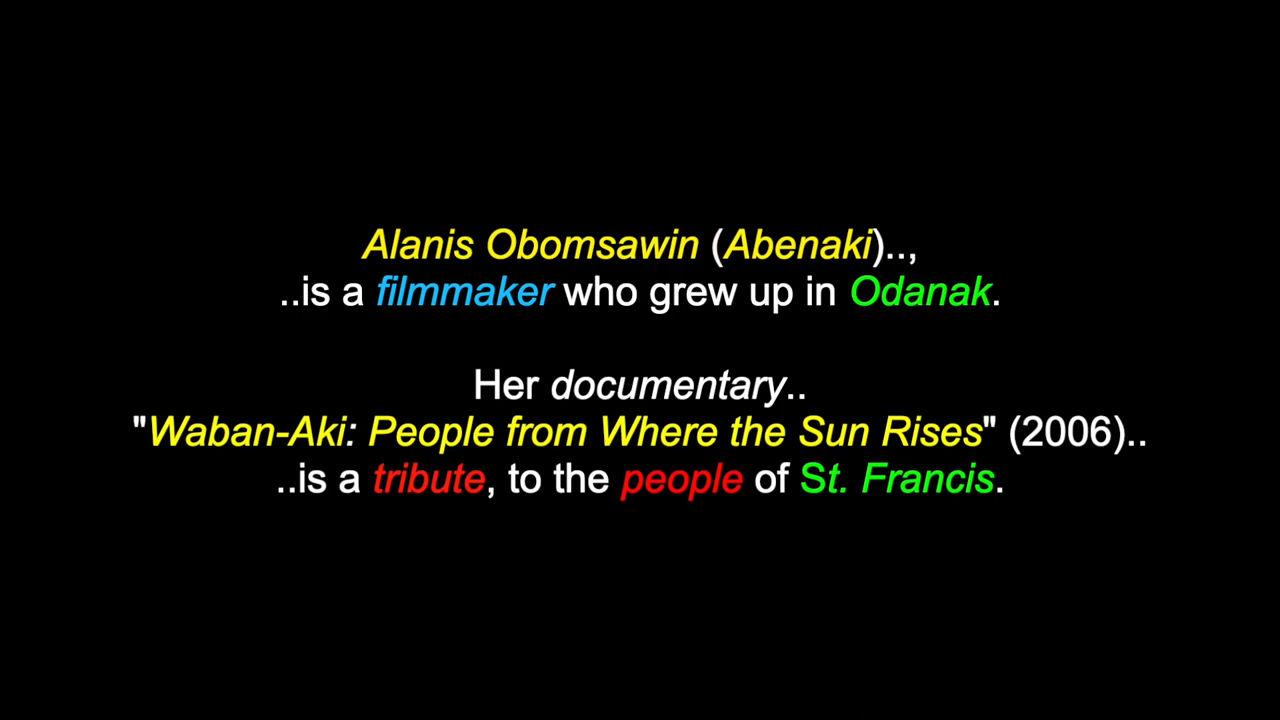 Alanis Obomsawin (Abenaki)..,
..is a filmmaker who grew up in Odanak.
Her documentary..
"Waban-Aki: People from Where the Sun Rises" (2006)..
..is a tribute, to the people of St. Francis.